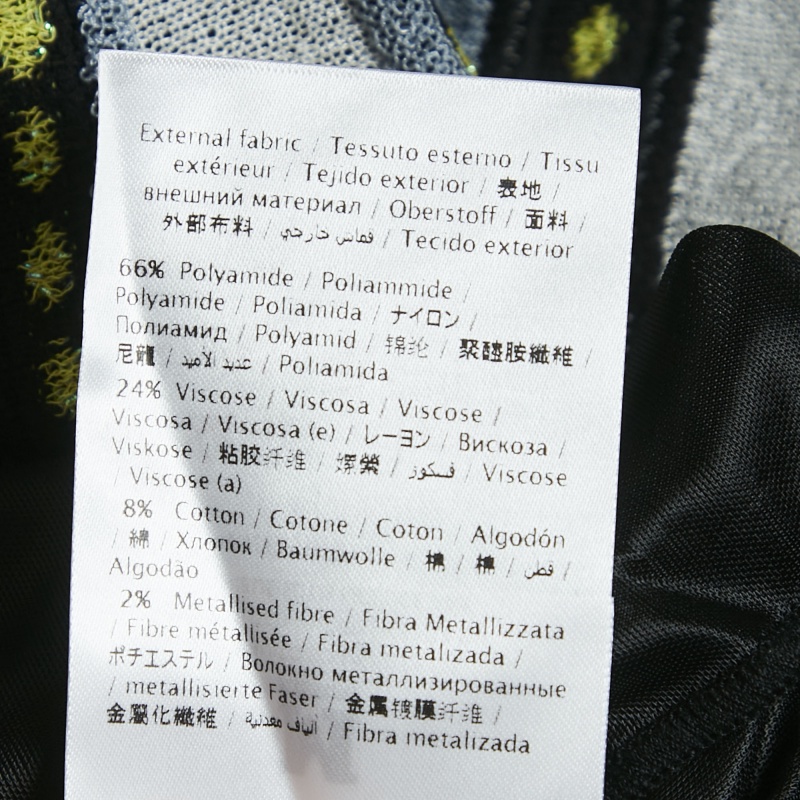 External fabric / Tessuto esterno / Tissu
extérieur / Tejido exterior / 表地 /
внешний материал / Oberstoff / 面料 /
外部布料 / قماس خارجي / Tecido exterior
66% Polyamide / Poliammide /
Polyamide / Poliamida / ナイロン /
Полиамид / Polyamid / 锦纶 / 聚醯胺纖維 /
尼龍 / عديد الأميد / Poliamida
24% Viscose / Viscosa / Viscose /
Viscosa / Viscosa (e) / レーヨン / Вискоза /
Viskose / 粘胶纤维 / 嫘縈 / فسكوز / Viscose
/ Viscose (a)
8% Cotton / Cotone / Coton / Algodón
/ 綿 / Хлопок / Baumwolle / 棉 / 棉 / قطن /
Algodão
2% Metallised fibre / Fibra Metallizzata
/ Fibre métallisée / Fibra metalizada /
ポチエステル / Волокно металлизированные
/ metallisierte Faser / 金属镀膜纤维 /
金屬化纖維 / ألياف معدنية / Fibra metalizada